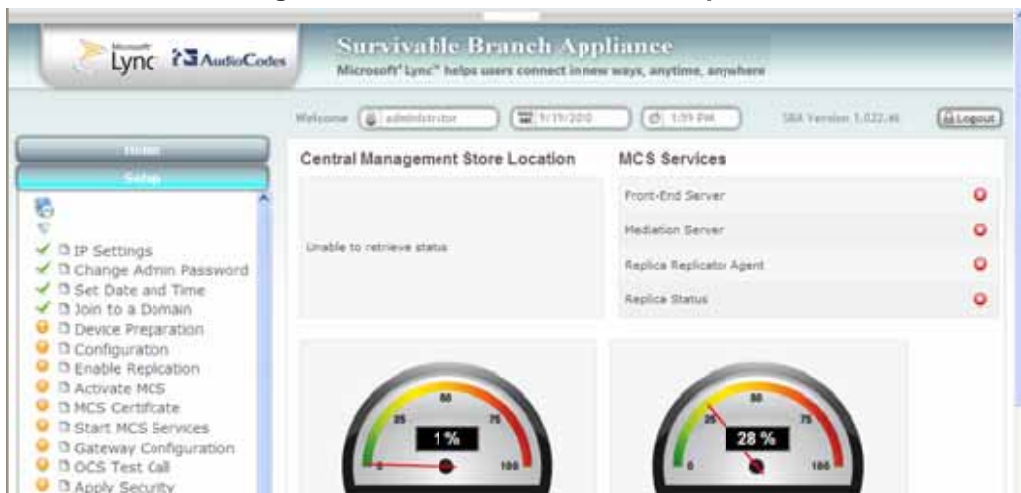 Microsoft
Lync AudioCodes
Survivable Branch Appliance
Microsoft® Lync™ helps users connect in new ways, anytime, anywhere
Welcome administrator 9/19/2010 1:59 PM SBA Version Logout
Home
Setup
IP Settings
Change Admin Password
Set Date and Time
Join to a Domain
Device Preparation
Configuration
Enable Replication
Activate MCS
MCS Certificate
Start MCS Services
Gateway Configuration
OCS Test Call
Apply Security
Central Management Store Location
Unable to retrieve status
MCS Services
Front-End Server
Mediation Server
Replica Replicator Agent
Replica Status
0 25 50 75 100
1 %
0 25 50 75 100
28 %